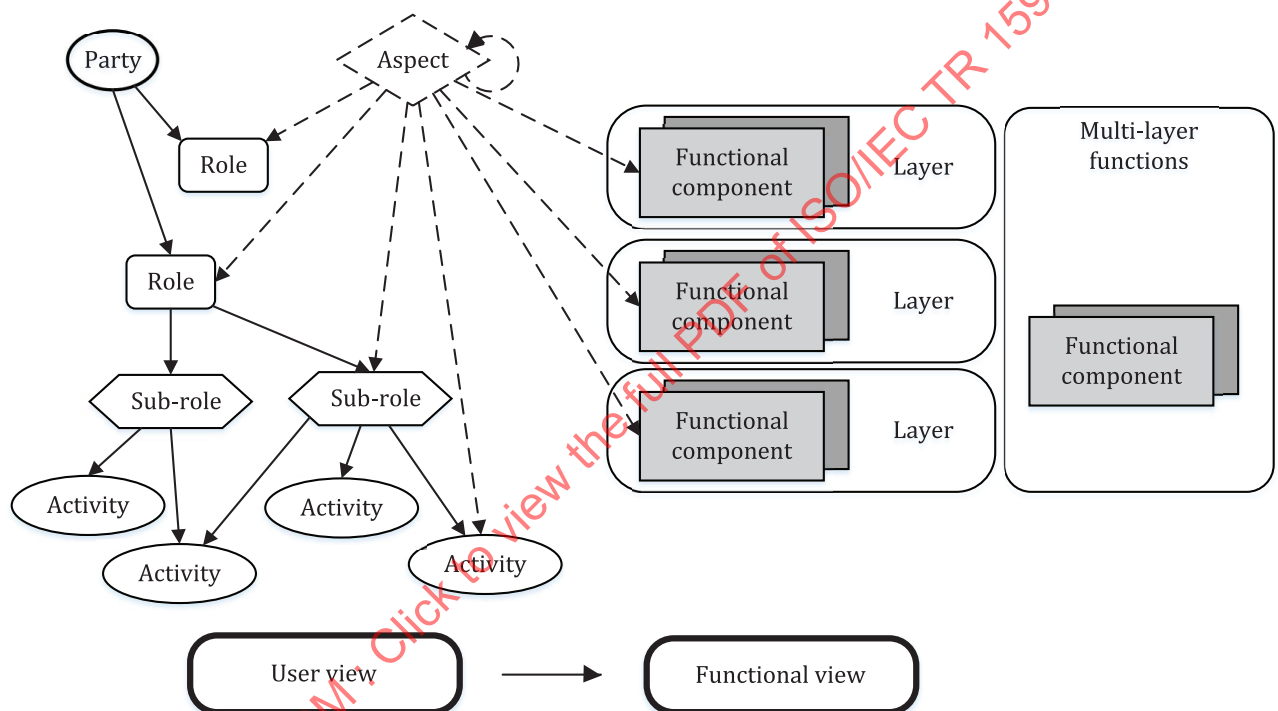 Party
Aspect
Role
Role
Sub-role
Sub-role
Activity
Activity
Activity
Activity
Functional
component
Layer
Functional
component
Layer
Functional
component
Layer
Multi-layer
functions
Functional
component
User view
Functional view
M : Click to view the full PDF of ISO/IEC TR 159